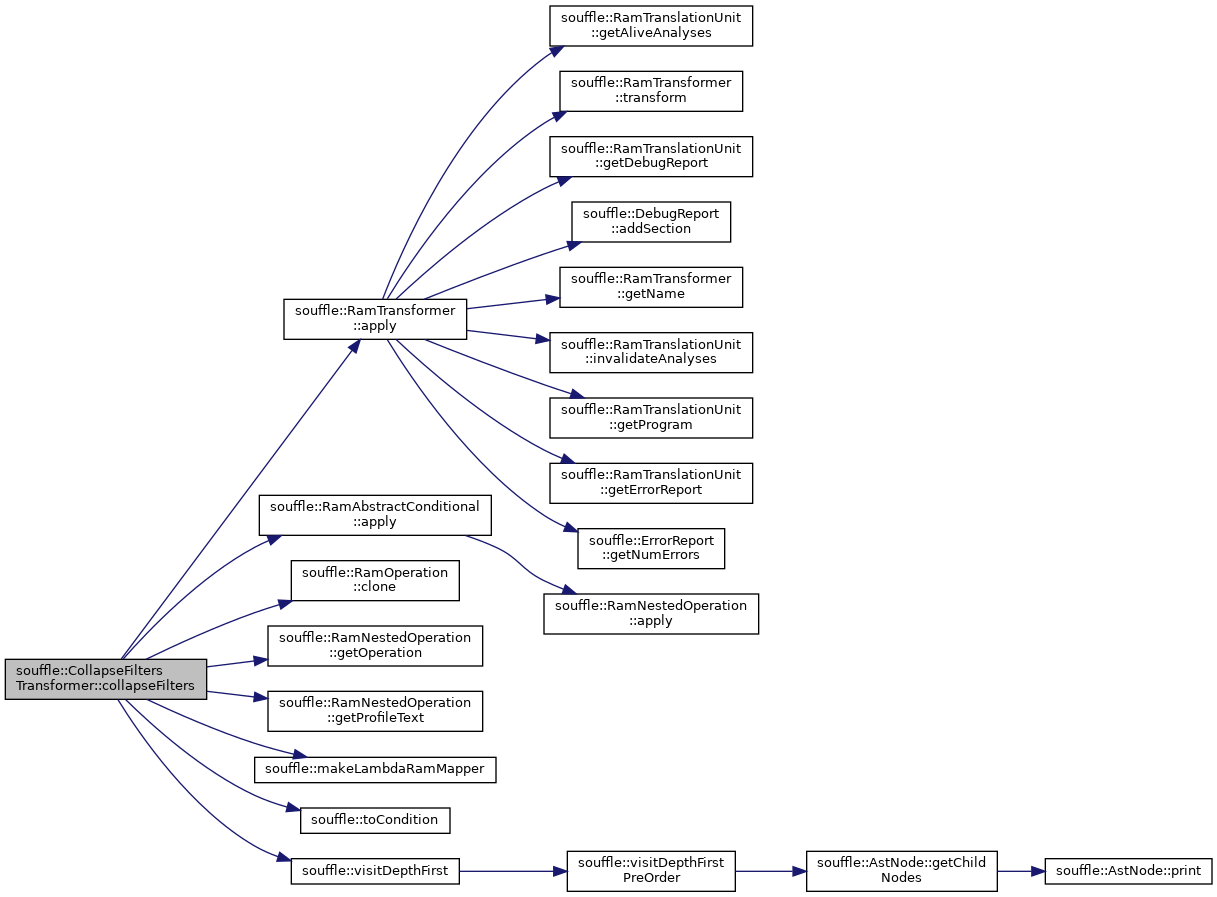 souffle::RamTranslationUnit
::getAliveAnalyses
souffle::RamTransformer
::transform
souffle::RamTranslationUnit
::getDebugReport
souffle::DebugReport
::addSection
souffle::RamTransformer
::getName
souffle::RamTransformer
::apply
souffle::RamTranslationUnit
::invalidateAnalyses
souffle::RamTranslationUnit
::getProgram
souffle::RamTranslationUnit
::getErrorReport
souffle::RamAbstractConditional
::apply
souffle::ErrorReport
::getNumErrors
souffle::RamOperation
::clone
souffle::RamNestedOperation
::apply
souffle::RamNestedOperation
::getOperation
souffle::CollapseFilters
Transformer::collapseFilters
souffle::RamNestedOperation
::getProfileText
souffle::makeLambdaRamMapper
souffle::toCondition
souffle::visitDepthFirst
souffle::visitDepthFirst
PreOrder
souffle::AstNode::getChild
Nodes
souffle::AstNode::print